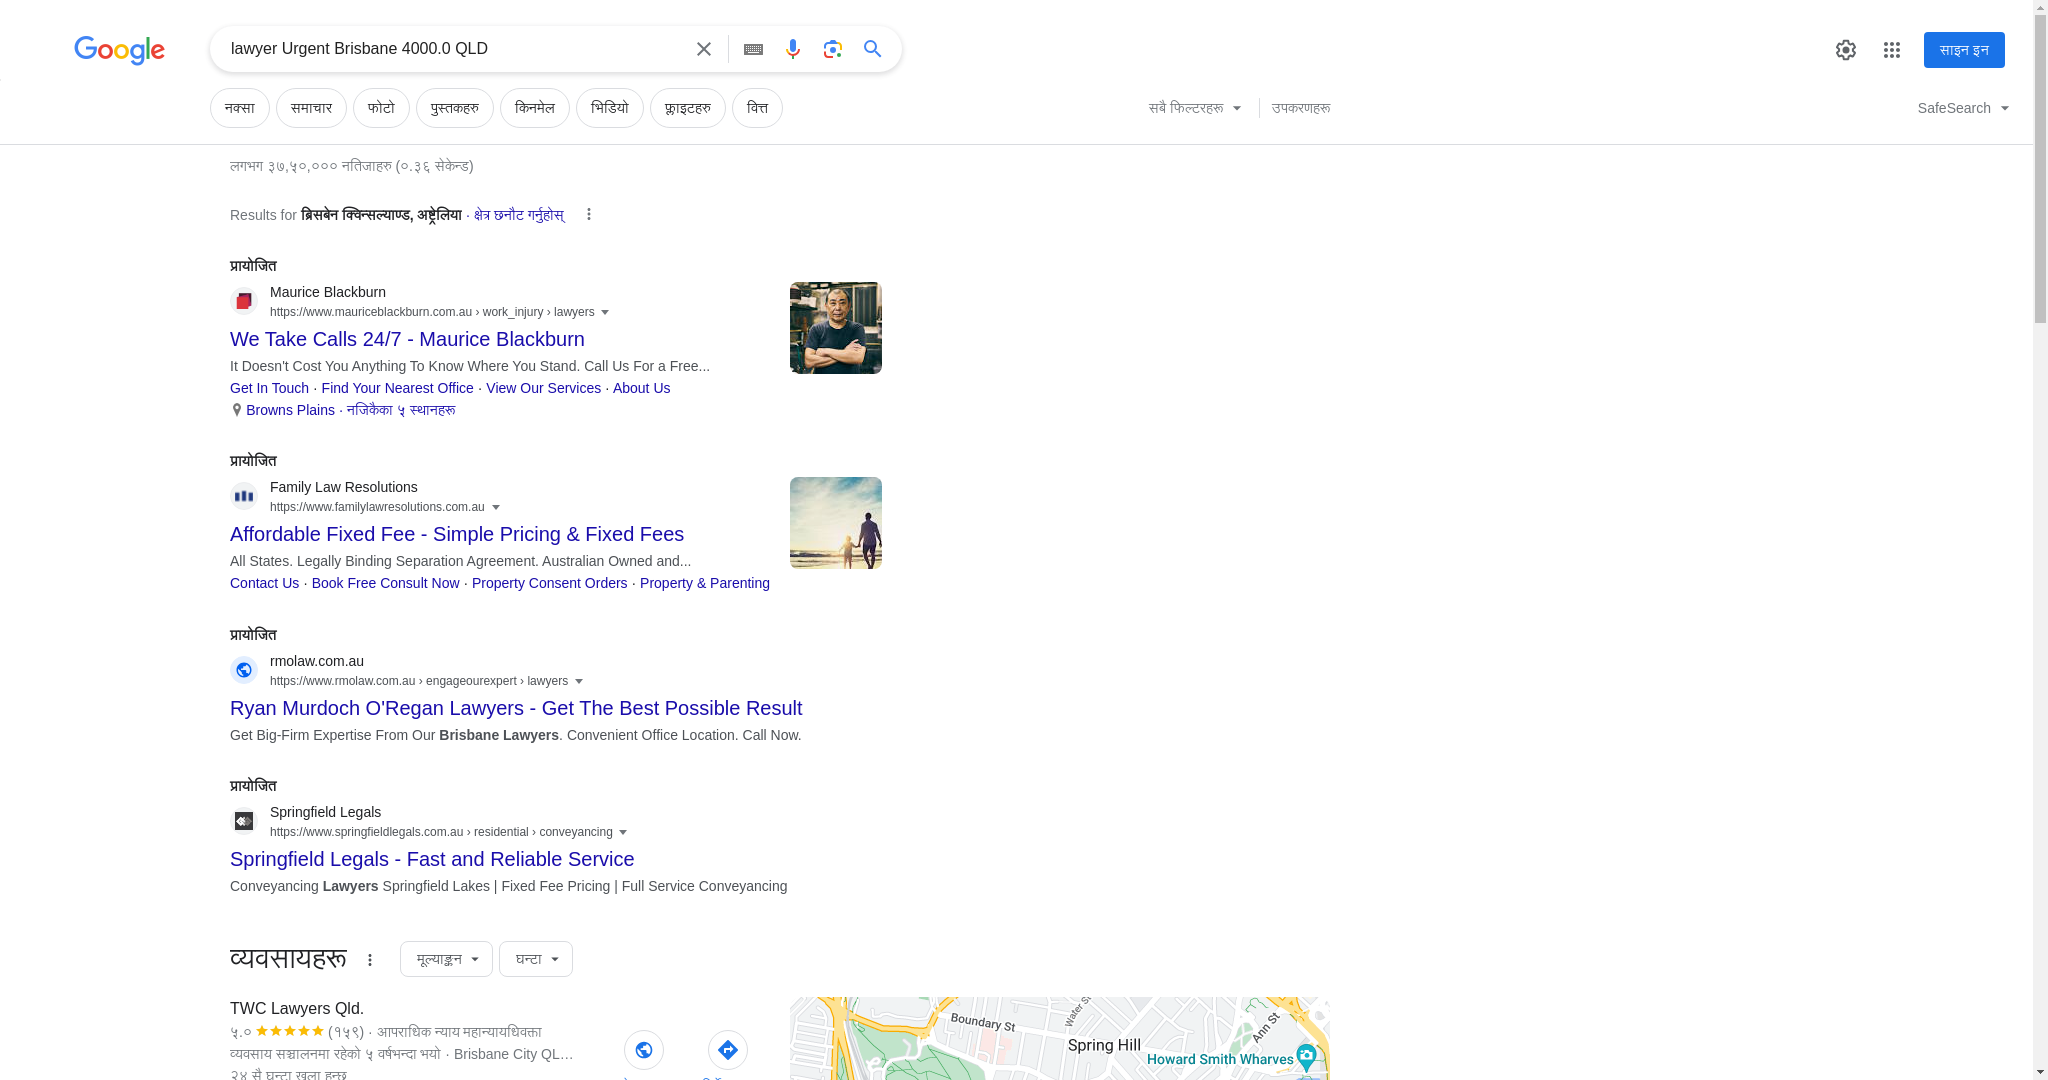 Google
lawyer Urgent Brisbane 4000.0 QLD
साइन इन
नक्सा
समाचार
फोटो
पुस्तकहरु
किनमेल
भिडियो
फ्लाइटहरु
वित्त
सबै फिल्टरहरू
उपकरणहरू
SafeSearch
लगभग ३७,५०,००० नतिजाहरु (०.३६ सेकेन्ड)
Results for ब्रिसबेन क्विन्सल्याण्ड, अष्ट्रेलिया · क्षेत्र छनौट गर्नुहोस्
प्रायोजित
Maurice Blackburn
https://www.mauriceblackburn.com.au › work_injury › lawyers
We Take Calls 24/7 - Maurice Blackburn
It Doesn't Cost You Anything To Know Where You Stand. Call Us For a Free...
Get In Touch · Find Your Nearest Office · View Our Services · About Us
Browns Plains · नजिकैका ५ स्थानहरू
प्रायोजित
Family Law Resolutions
https://www.familylawresolutions.com.au
Affordable Fixed Fee - Simple Pricing & Fixed Fees
All States. Legally Binding Separation Agreement. Australian Owned and...
Contact Us · Book Free Consult Now · Property Consent Orders · Property & Parenting
प्रायोजित
rmolaw.com.au
https://www.rmolaw.com.au › engageourexpert › lawyers
Ryan Murdoch O'Regan Lawyers - Get The Best Possible Result
Get Big-Firm Expertise From Our Brisbane Lawyers. Convenient Office Location. Call Now.
प्रायोजित
Springfield Legals
https://www.springfieldlegals.com.au › residential › conveyancing
Springfield Legals - Fast and Reliable Service
Conveyancing Lawyers Springfield Lakes | Fixed Fee Pricing | Full Service Conveyancing
व्यवसायहरू
मूल्याङ्कन
घन्टा
TWC Lawyers Qld.
५.० (१५९) · आपराधिक न्याय महान्यायधिवक्ता
व्यवसाय सञ्चालनमा रहेको ५ वर्षभन्दा भयो · Brisbane City QL...
२४ सै घन्टा खुला हुन्छ
Boundary St
Water S
Spring Hill
Ann St
Howard Smith Wharves